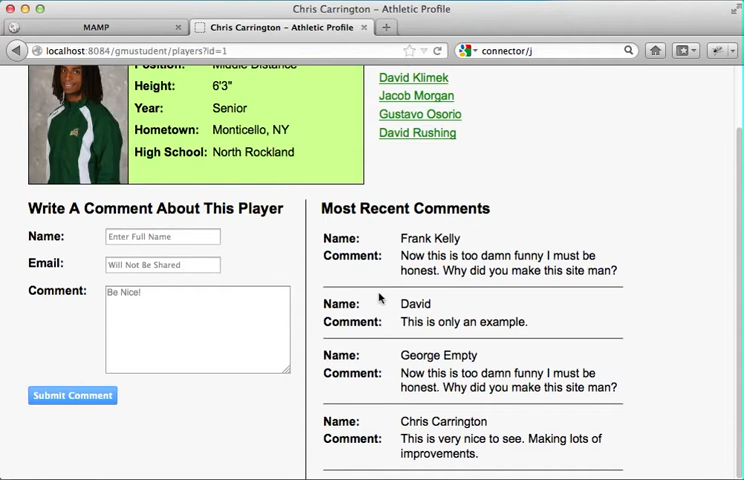 Chris Carrington - Athletic Profile
MAMP
Chris Carrington - Athletic Profile
localhost:8084/gmustudent/players?id=1
connector/j
Position: Middle Distance
Height: 6'3"
Year: Senior
Hometown: Monticello, NY
High School: North Rockland
David Klimek
Jacob Morgan
Gustavo Osorio
David Rushing
Write A Comment About This Player
Name: Enter Full Name
Email: Will Not Be Shared
Comment: Be Nice!
Submit Comment
Most Recent Comments
Name: Frank Kelly
Comment: Now this is too damn funny I must be
honest. Why did you make this site man?
Name: David
Comment: This is only an example.
Name: George Empty
Comment: Now this is too damn funny I must be
honest. Why did you make this site man?
Name: Chris Carrington
Comment: This is very nice to see. Making lots of
improvements.